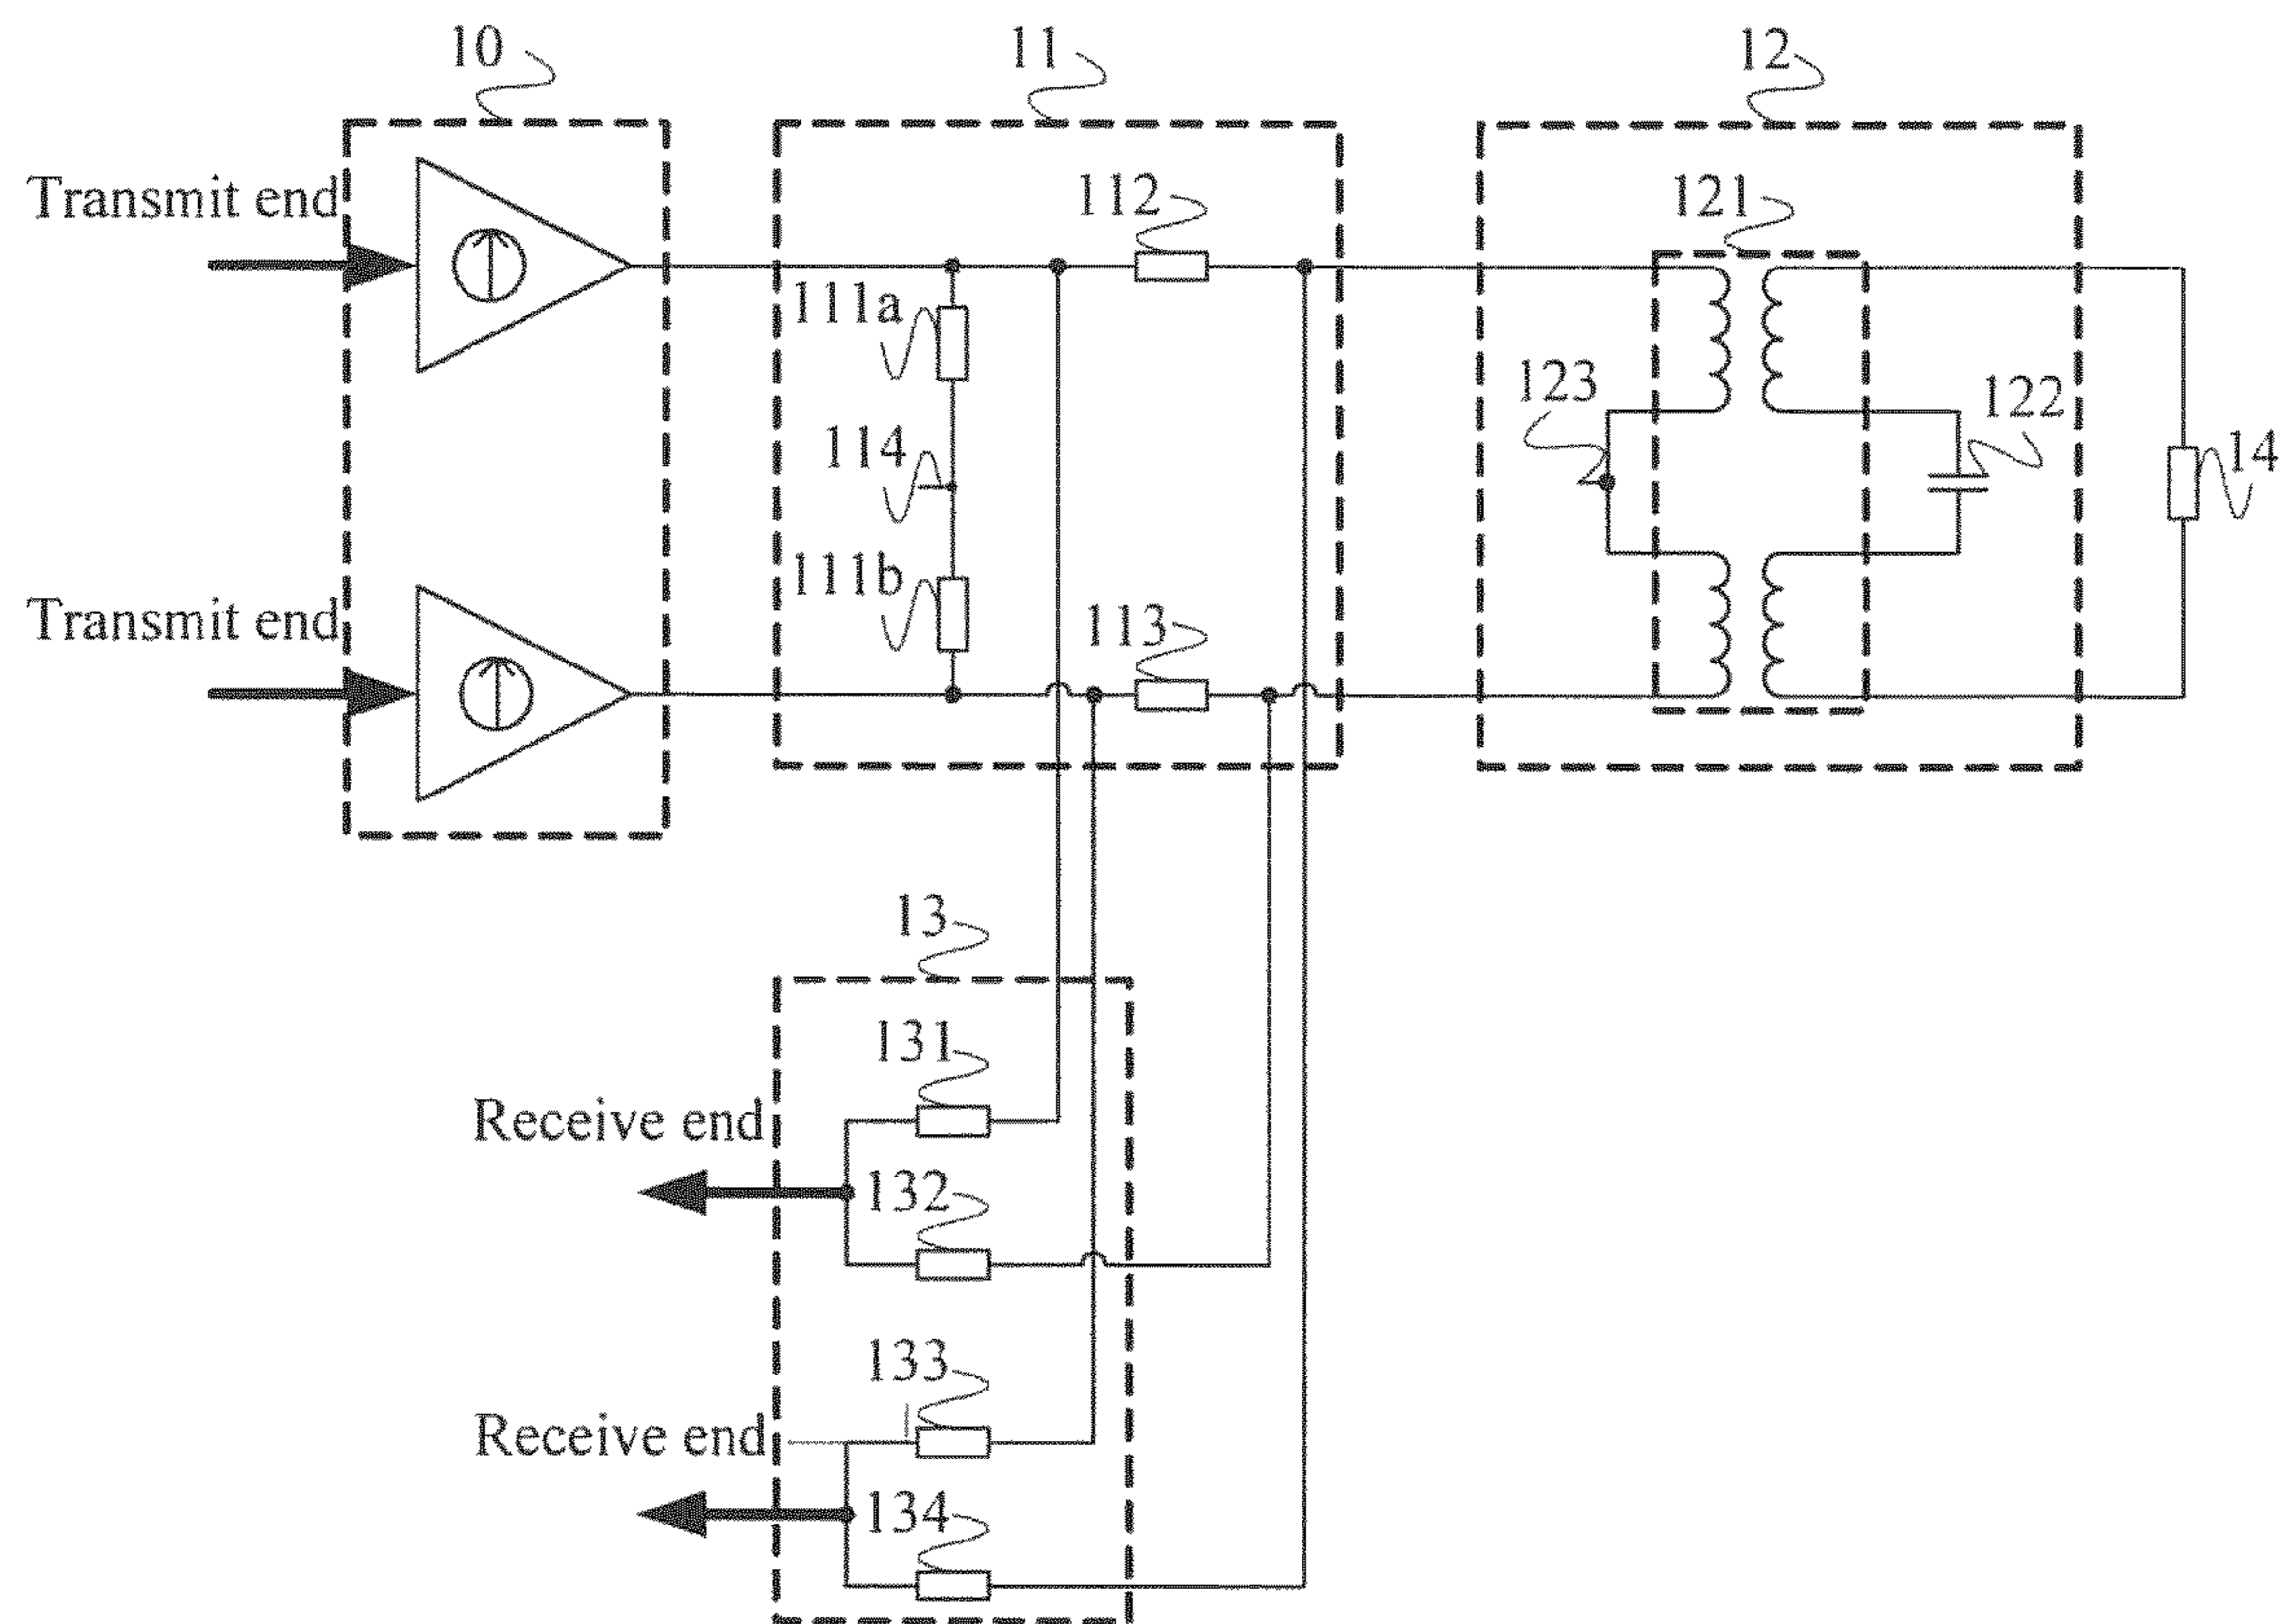 10
11
12
Transmit end
112
121
111a
123
122
114
14
111b
Transmit end
113
13
131
Receive end
132
133
Receive end
134